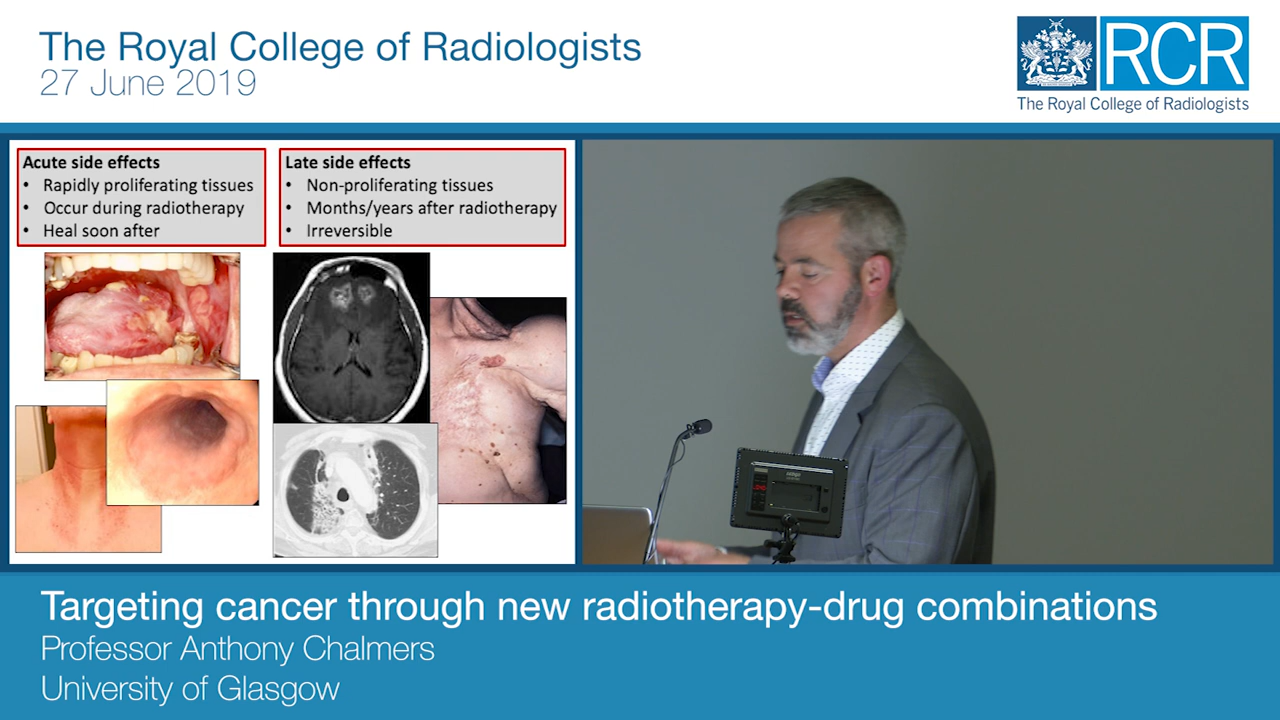 The Royal College of Radiologists
27 June 2019
RCR
The Royal College of Radiologists
Acute side effects
• Rapidly proliferating tissues
• Occur during radiotherapy
• Heal soon after
Late side effects
• Non-proliferating tissues
• Months/years after radiotherapy
• Irreversible
Targeting cancer through new radiotherapy-drug combinations
Professor Anthony Chalmers
University of Glasgow